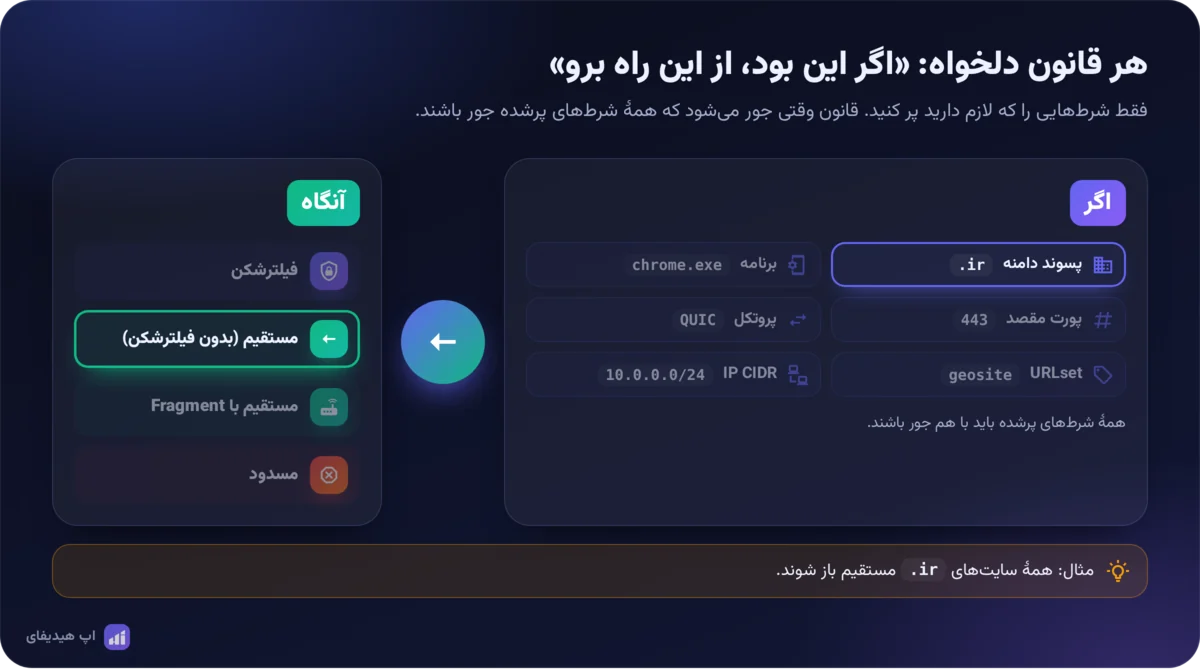 هر قانون دلخواه: «اگر این بود، از این راه برو»
فقط شرط‌هایی را که لازم دارید پر کنید. قانون وقتی جور می‌شود که همهٔ شرط‌های پرشده جور باشند.
اگر
پسوند دامنه .ir
برنامه chrome.exe
پورت مقصد 443
پروتکل QUIC
URLset geosite
IP CIDR 10.0.0.0/24
همهٔ شرط‌های پرشده باید با هم جور باشند.
آنگاه
فیلترشکن
مستقیم (بدون فیلترشکن)
مستقیم با Fragment
مسدود
مثال: همهٔ سایت‌های .ir مستقیم باز شوند.
اپ هیدیفای